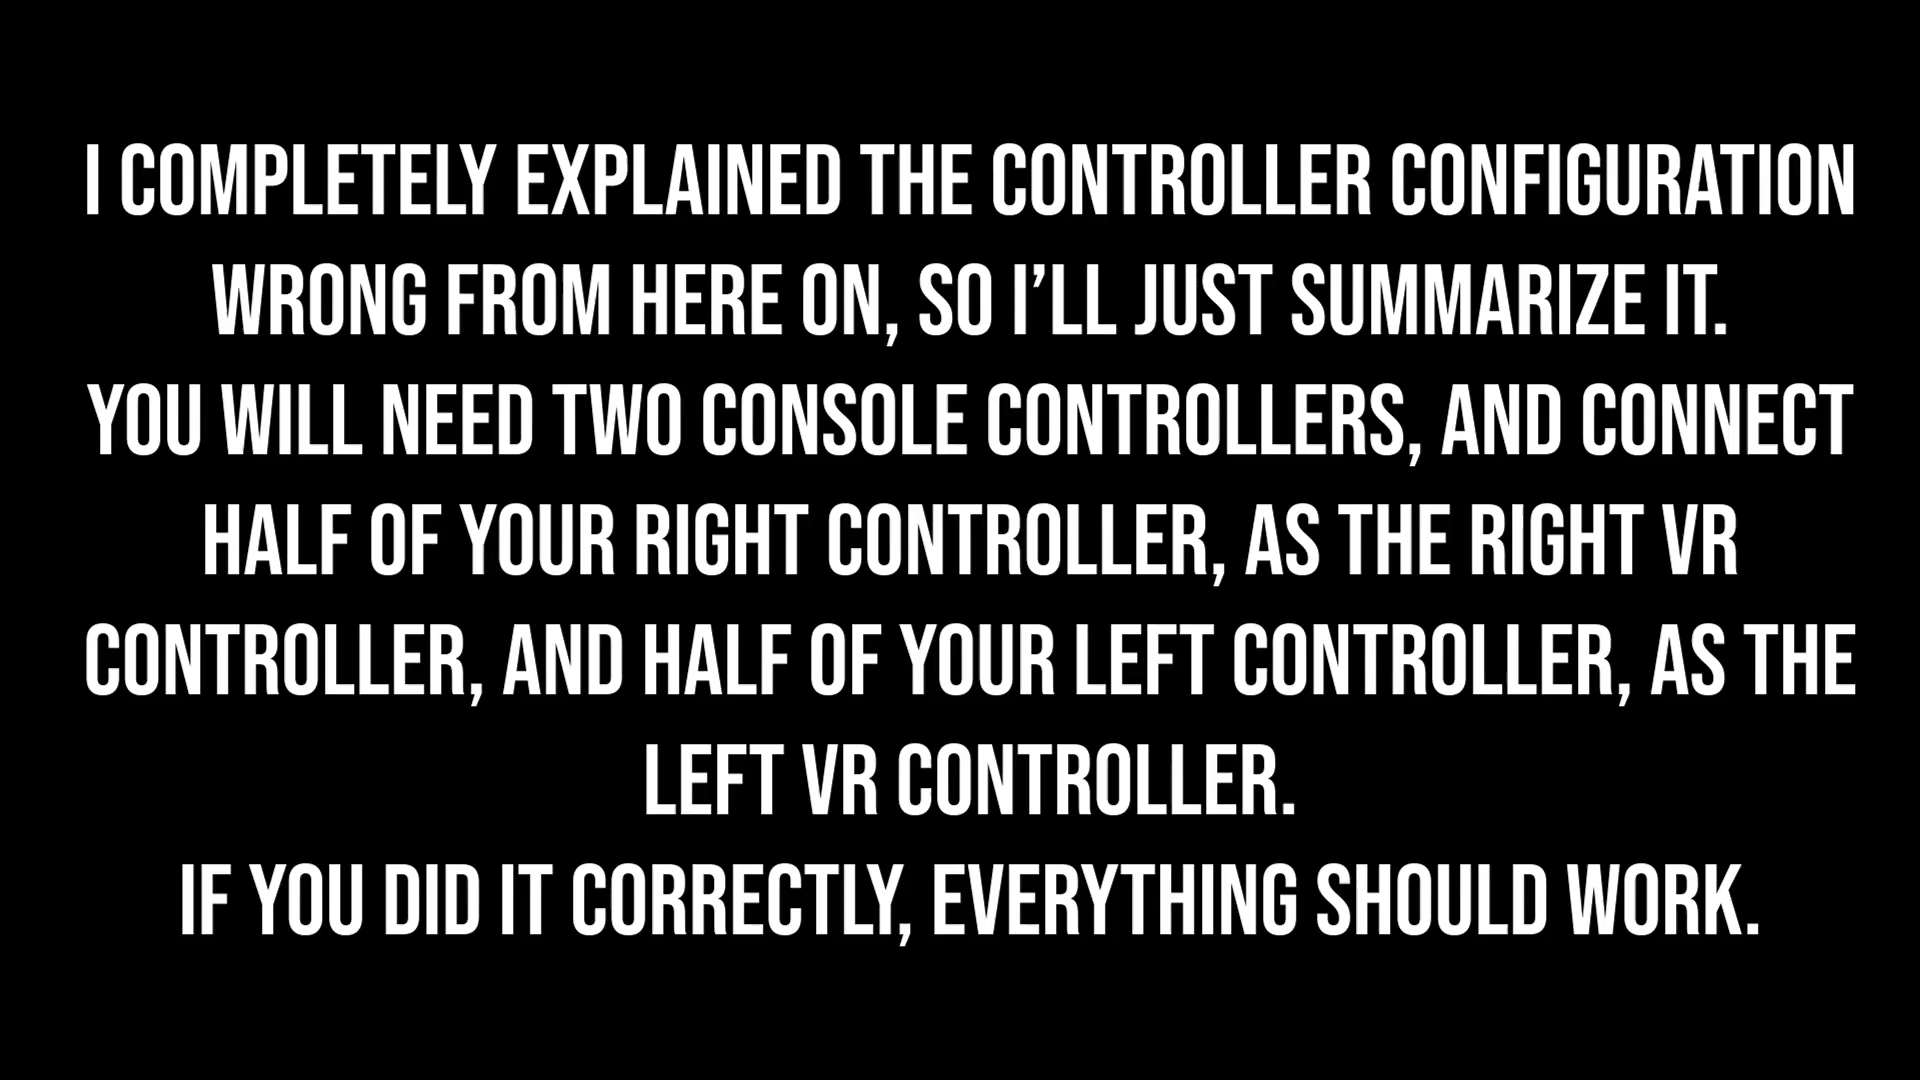 I COMPLETELY EXPLAINED THE CONTROLLER CONFIGURATION
WRONG FROM HERE ON, SO I’LL JUST SUMMARIZE IT.
YOU WILL NEED TWO CONSOLE CONTROLLERS, AND CONNECT
HALF OF YOUR RIGHT CONTROLLER, AS THE RIGHT VR
CONTROLLER, AND HALF OF YOUR LEFT CONTROLLER, AS THE
LEFT VR CONTROLLER.
IF YOU DID IT CORRECTLY, EVERYTHING SHOULD WORK.